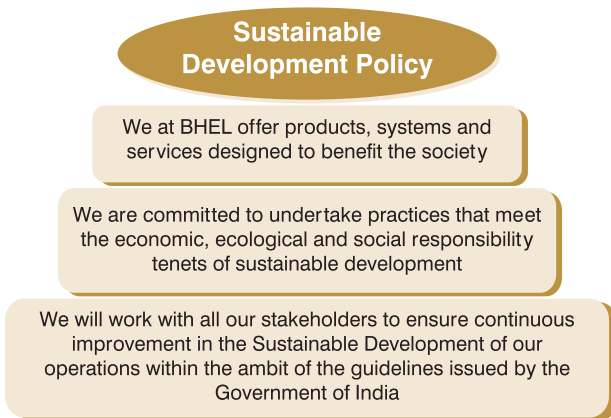 Sustainable
Development Policy
We at BHEL offer products, systems and
services designed to benefit the society
We are committed to undertake practices that meet
the economic, ecological and social responsibility
tenets of sustainable development
We will work with all our stakeholders to ensure continuous
improvement in the Sustainable Development of our
operations within the ambit of the guidelines issued by the
Government of India